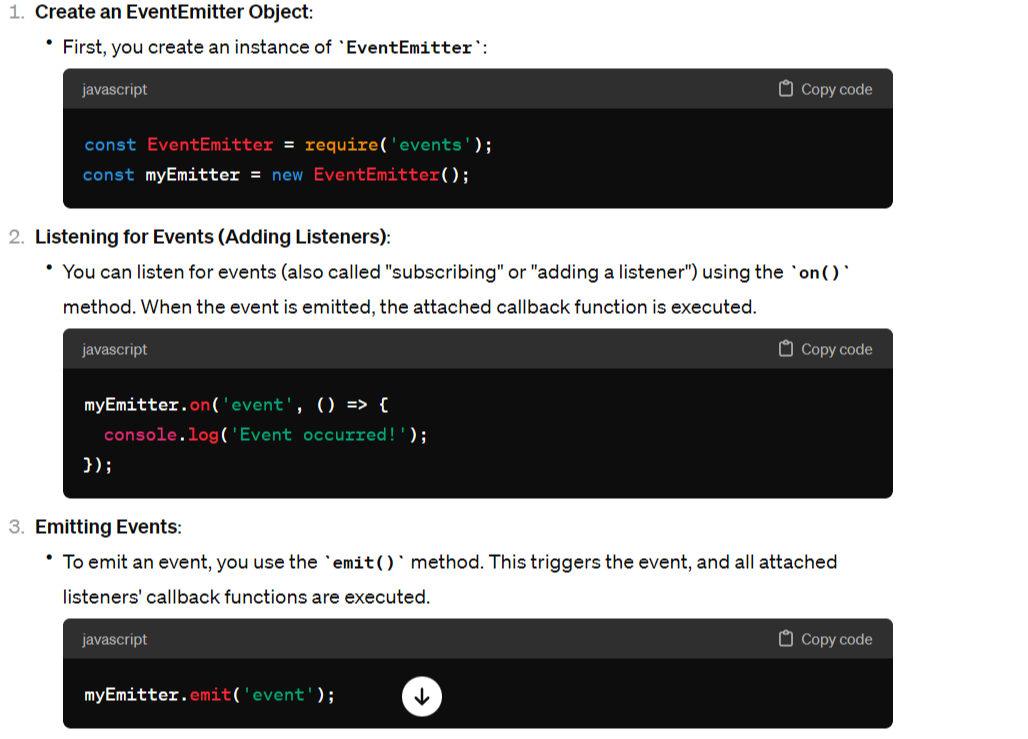 1. Create an EventEmitter Object:
• First, you create an instance of `EventEmitter`:
javascript Copy code
const EventEmitter = require('events');
const myEmitter = new EventEmitter();
2. Listening for Events (Adding Listeners):
• You can listen for events (also called "subscribing" or "adding a listener") using the `on()`
method. When the event is emitted, the attached callback function is executed.
javascript Copy code
myEmitter.on('event', () => {
  console.log('Event occurred!');
});
3. Emitting Events:
• To emit an event, you use the `emit()` method. This triggers the event, and all attached
listeners' callback functions are executed.
javascript Copy code
myEmitter.emit('event');